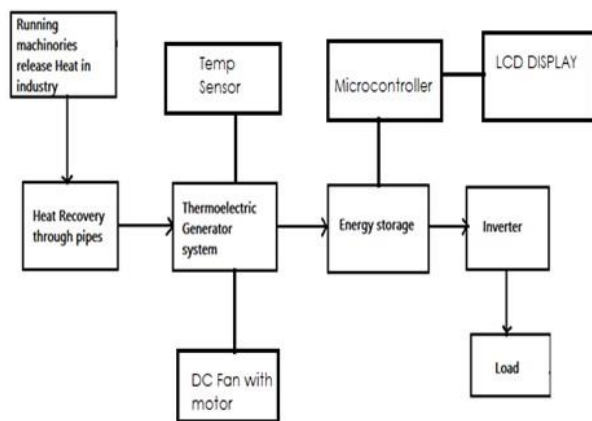 Running
machinories
release Heat in
industry
Temp
Sensor
Microcontroller
LCD DISPLAY
Heat Recovery
through pipes
Thermoelectric
Generator
system
Energy storage
Inverter
DC Fan with
motor
Load